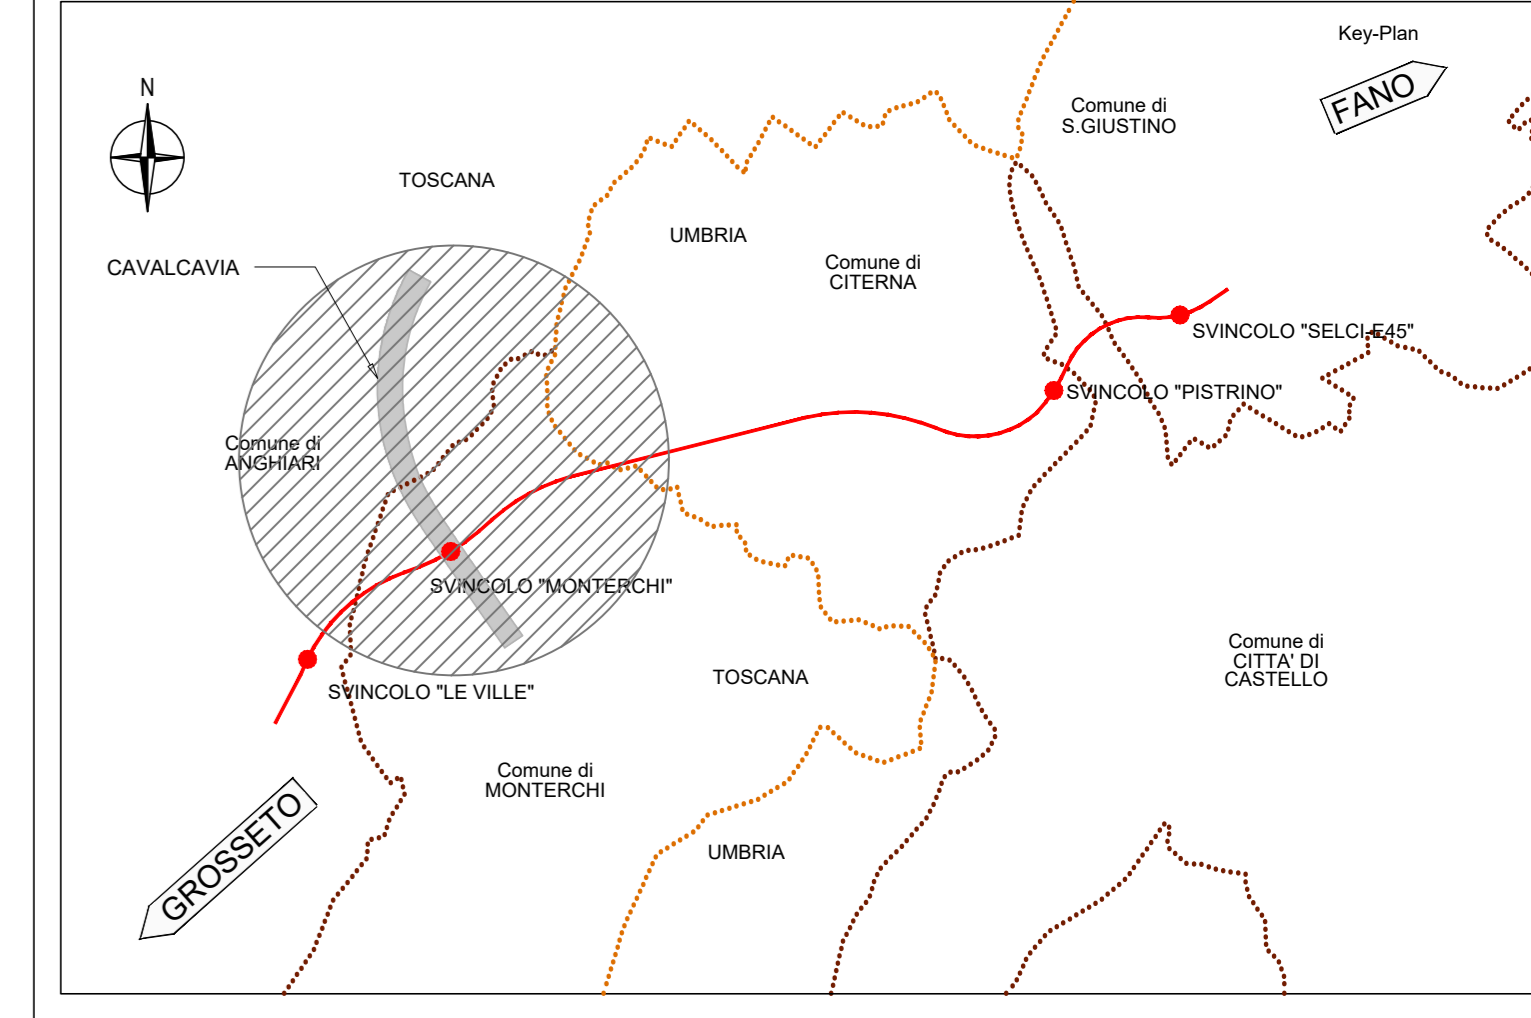 Key-Plan
FANO
N
Comune di
S.GIUSTINO
TOSCANA
UMBRIA
CAVALCAVIA
Comune di
CITERNA
SVINCOLO "SELCI-E45"
SVINCOLO "PISTRINO"
Comune di
ANGHIARI
SVINCOLO "MONTERCHI"
Comune di
CITTA' DI
CASTELLO
TOSCANA
SVINCOLO "LE VILLE"
Comune di
MONTERCHI
GROSSETO
UMBRIA